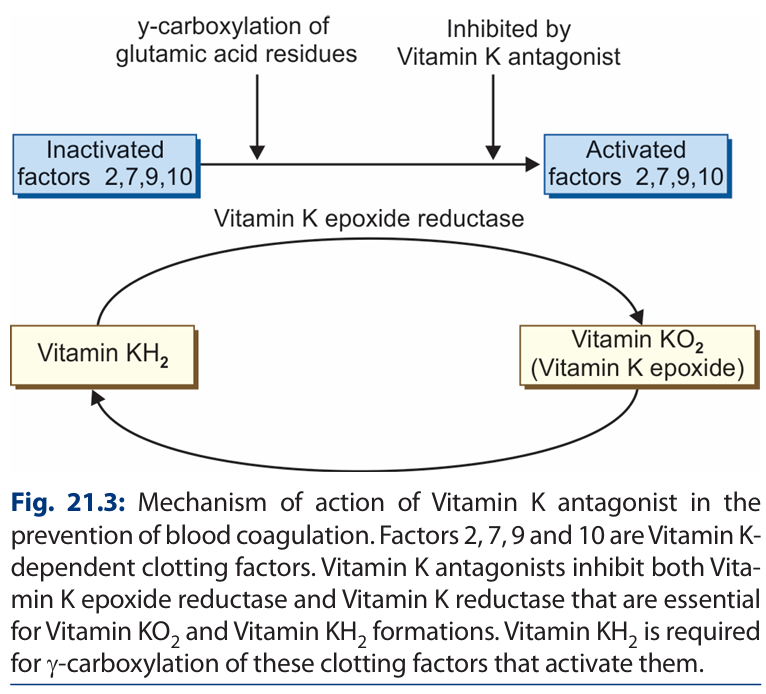 γ-carboxylation of
glutamic acid residues
Inhibited by
Vitamin K antagonist
Inactivated
factors 2,7,9,10
Activated
factors 2,7,9,10
Vitamin K epoxide reductase
Vitamin KH₂
Vitamin KO₂
(Vitamin K epoxide)
Fig. 21.3: Mechanism of action of Vitamin K antagonist in the
prevention of blood coagulation. Factors 2, 7, 9 and 10 are Vitamin K-
dependent clotting factors. Vitamin K antagonists inhibit both Vita-
min K epoxide reductase and Vitamin K reductase that are essential
for Vitamin KO₂ and Vitamin KH₂ formations. Vitamin KH₂ is required
for γ-carboxylation of these clotting factors that activate them.